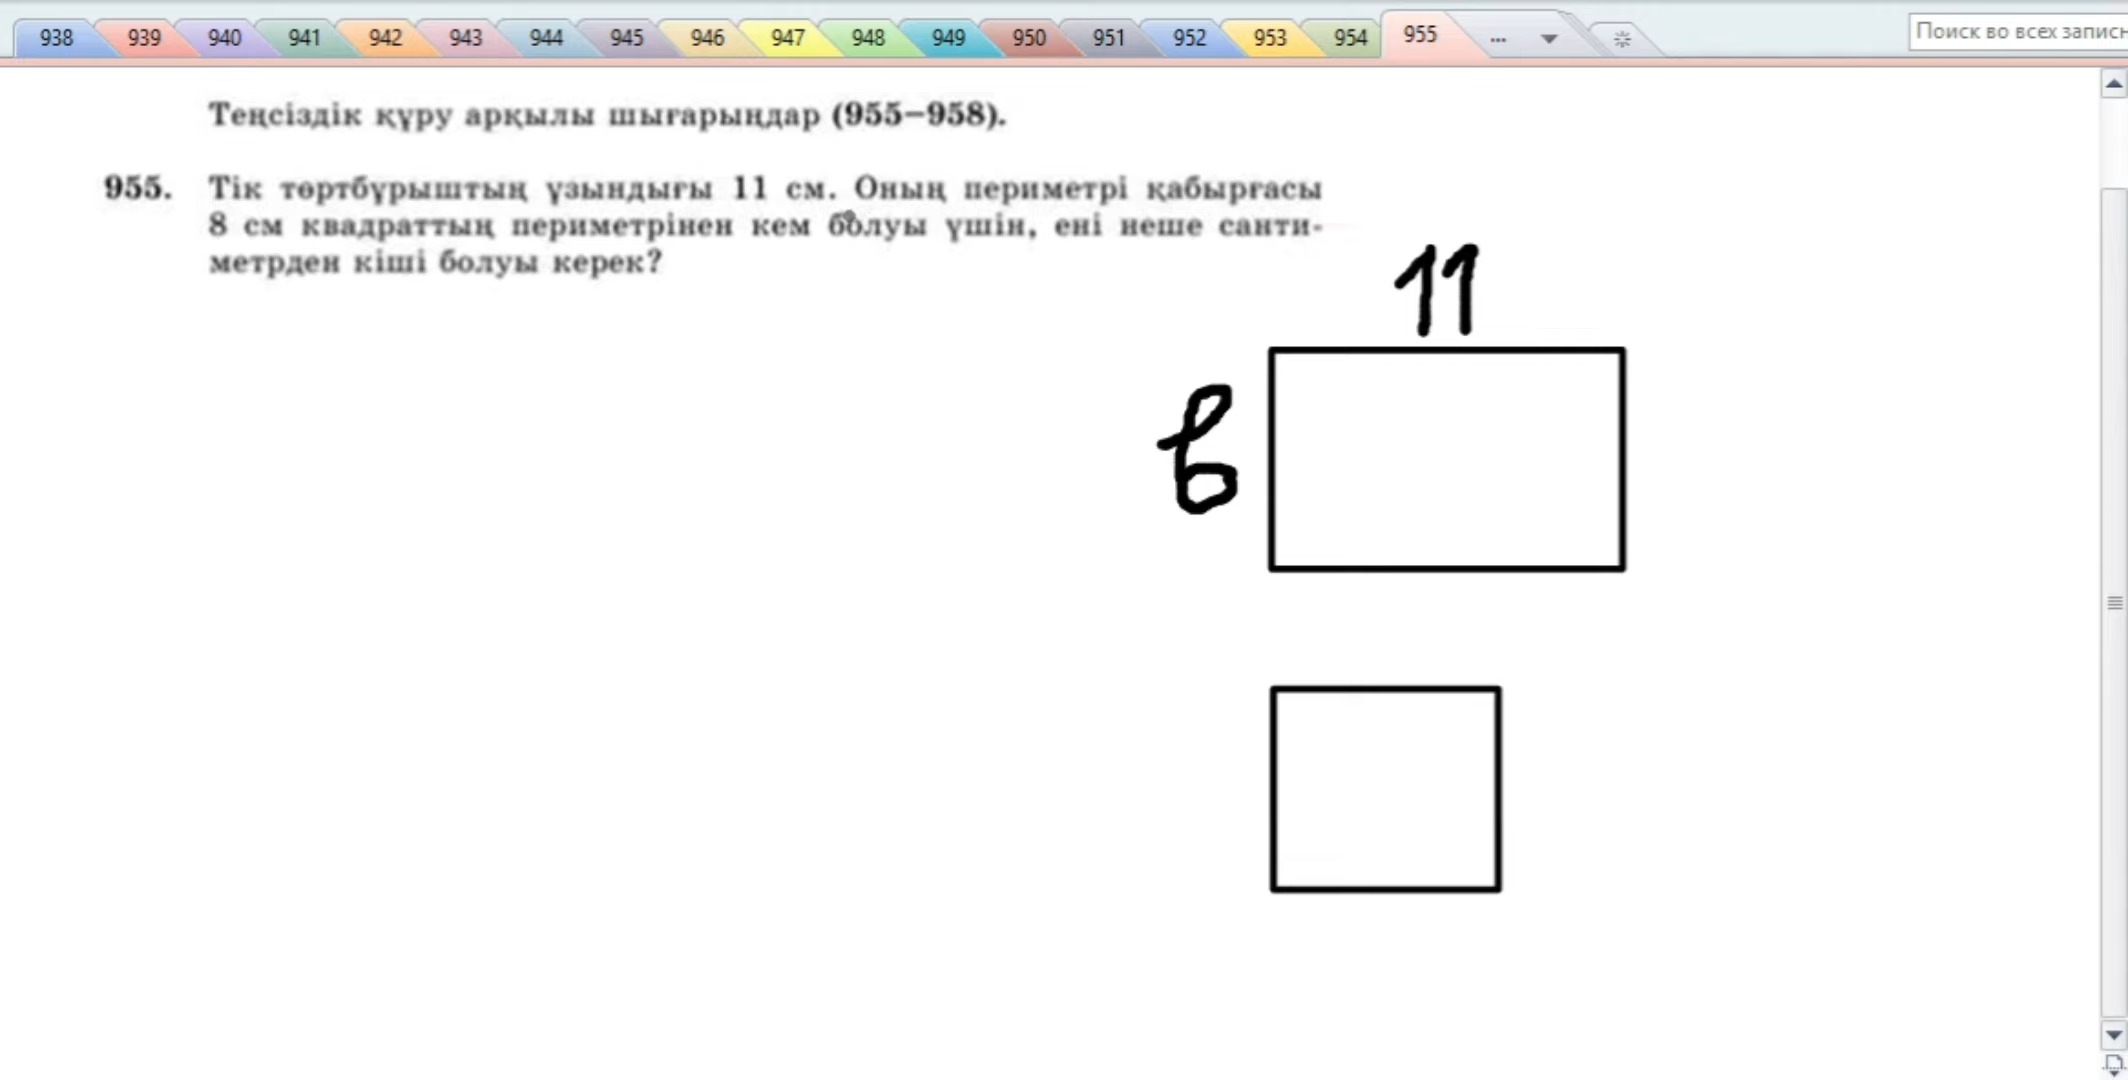 938 939 940 941 942 943 944 945 946 947 948 949 950 951 952 953 954 955 ...
Поиск во всех запис
Теңсіздік құру арқылы шығарыңдар (955–958).
955. Тік төртбұрыштың ұзындығы 11 см. Оның периметрі қабырғасы
8 см квадраттың периметрінен кем болуы үшін, ені неше санти-
метрден кіші болуы керек?
11
в